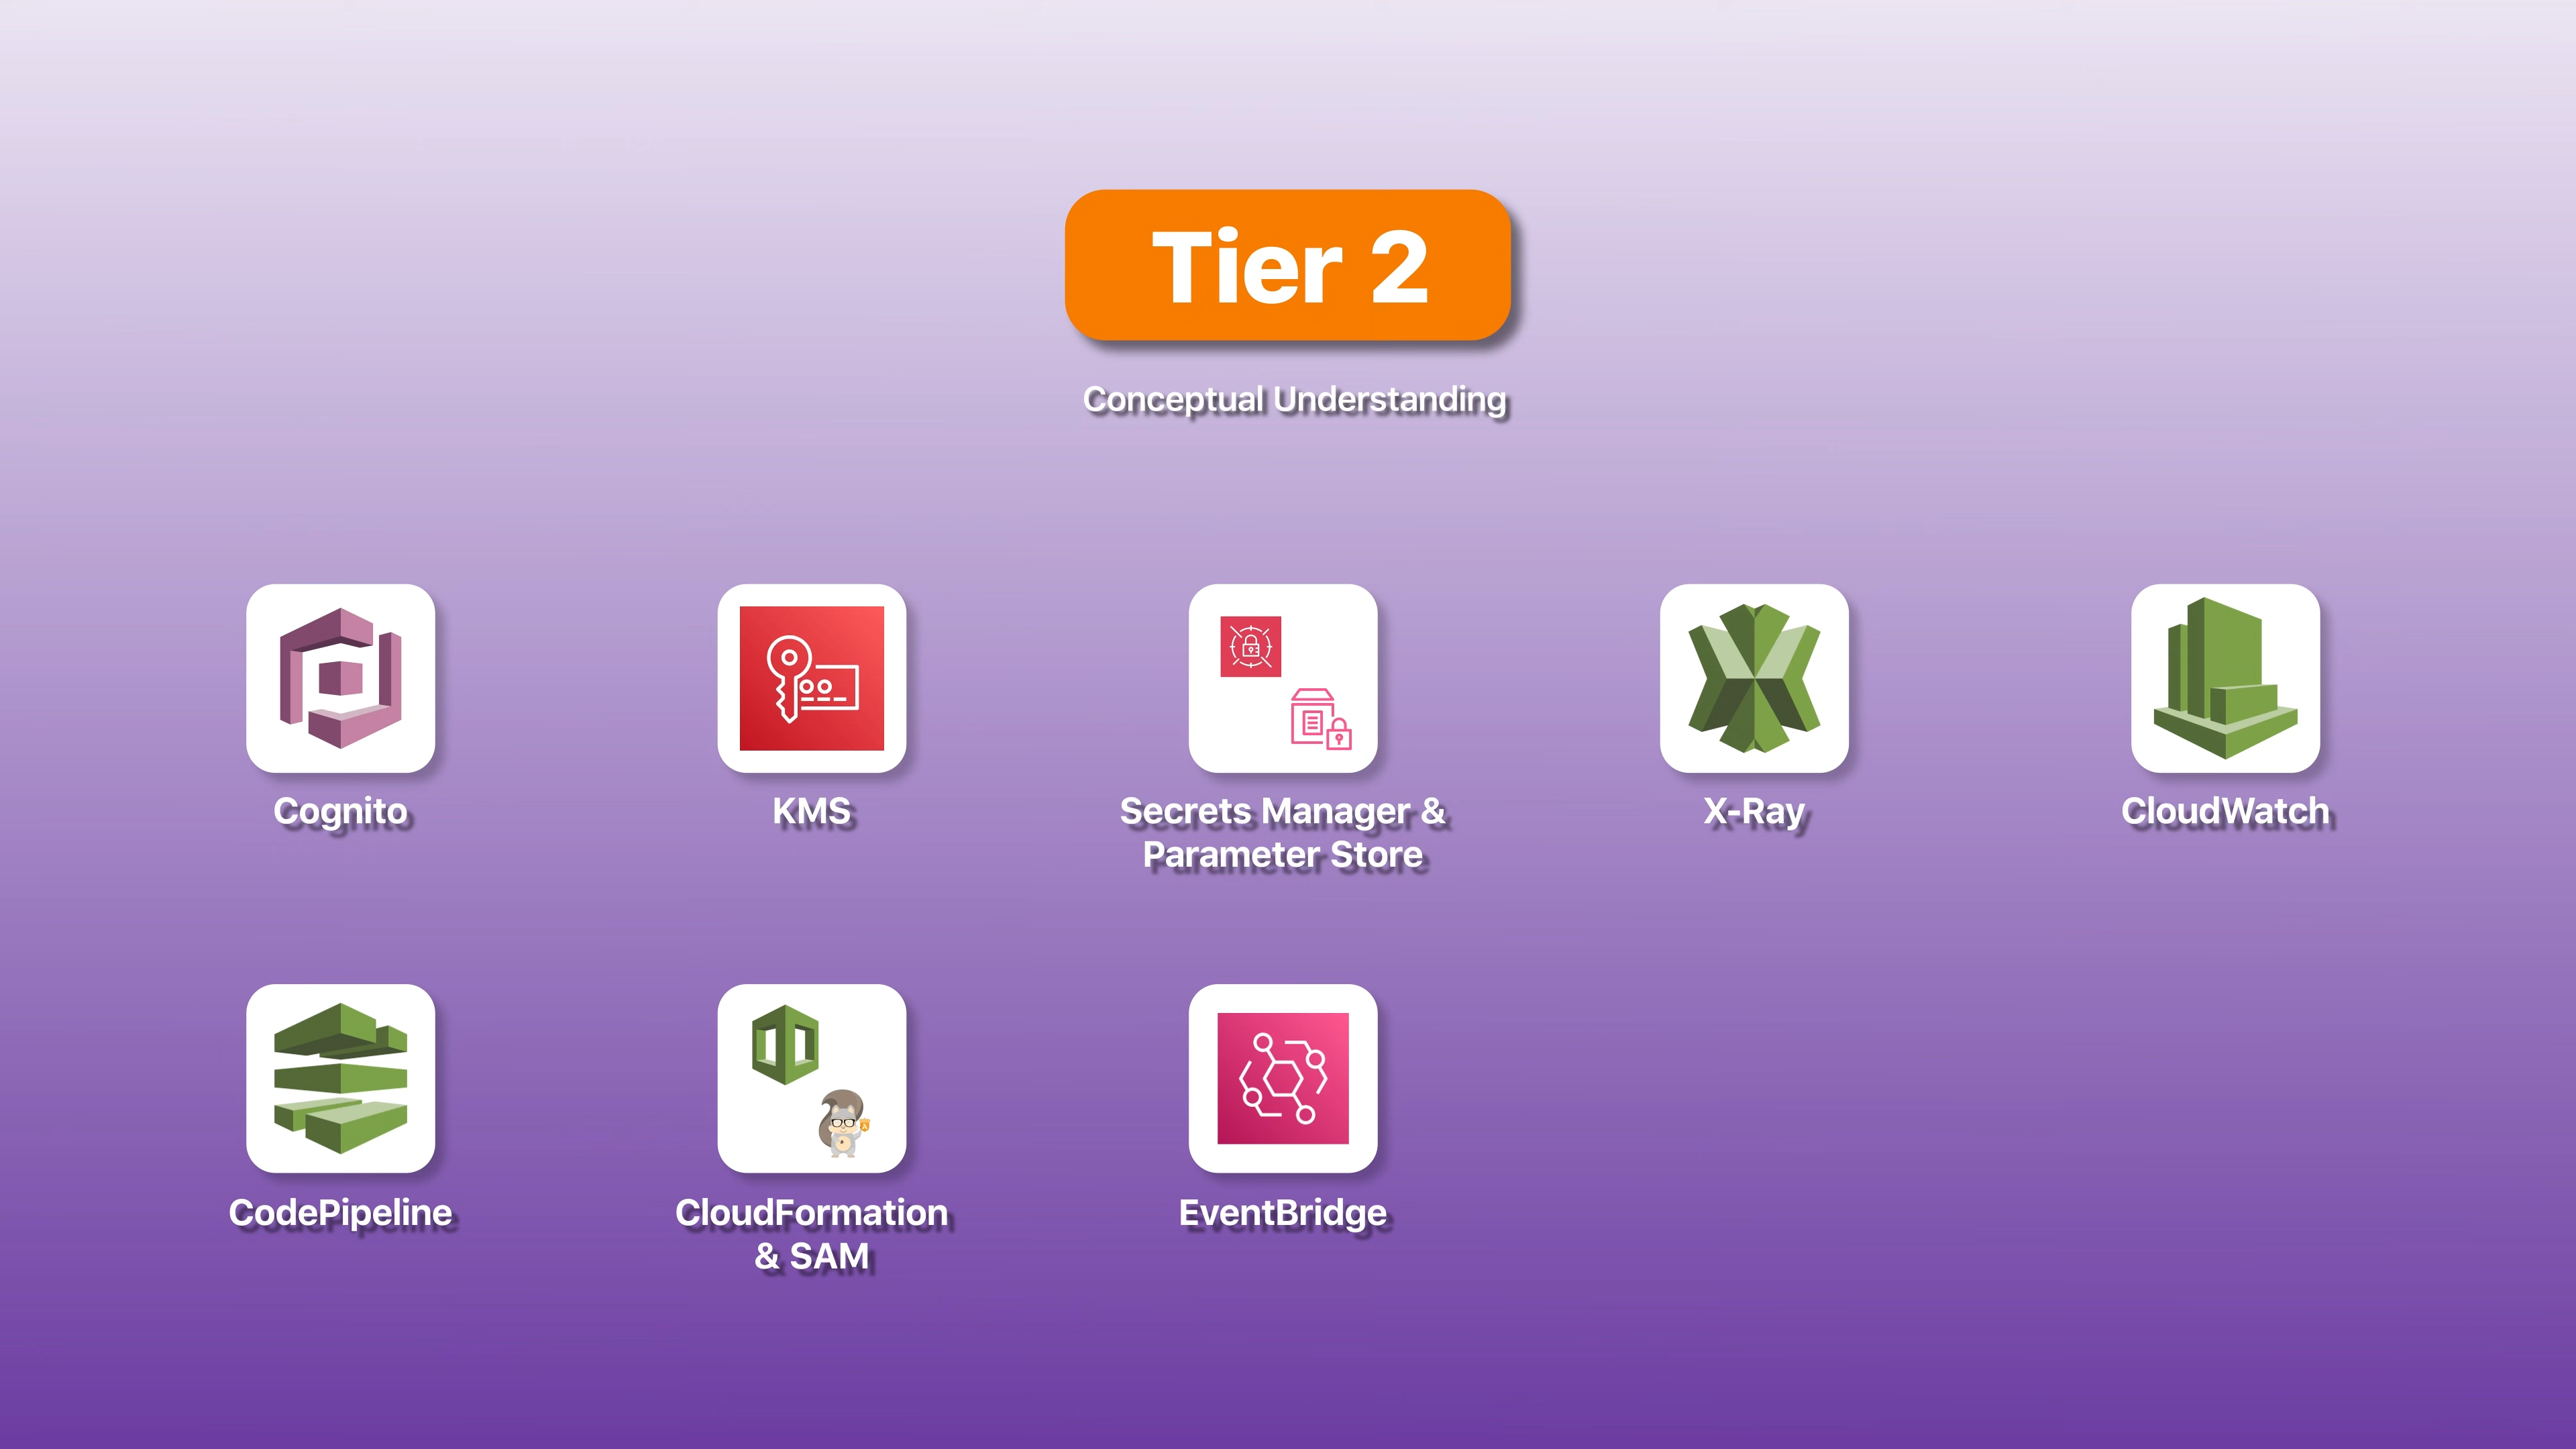 Tier 2
Conceptual Understanding
Cognito
KMS
Secrets Manager &
Parameter Store
X-Ray
CloudWatch
CodePipeline
CloudFormation
& SAM
EventBridge